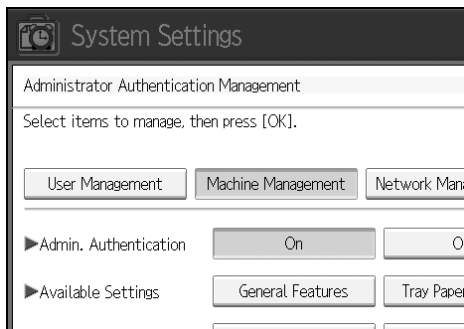 System Settings
Administrator Authentication Management
Select items to manage, then press [OK].
User Management Machine Management Network
▶Admin. Authentication On
▶Available Settings General Features Tray Paper